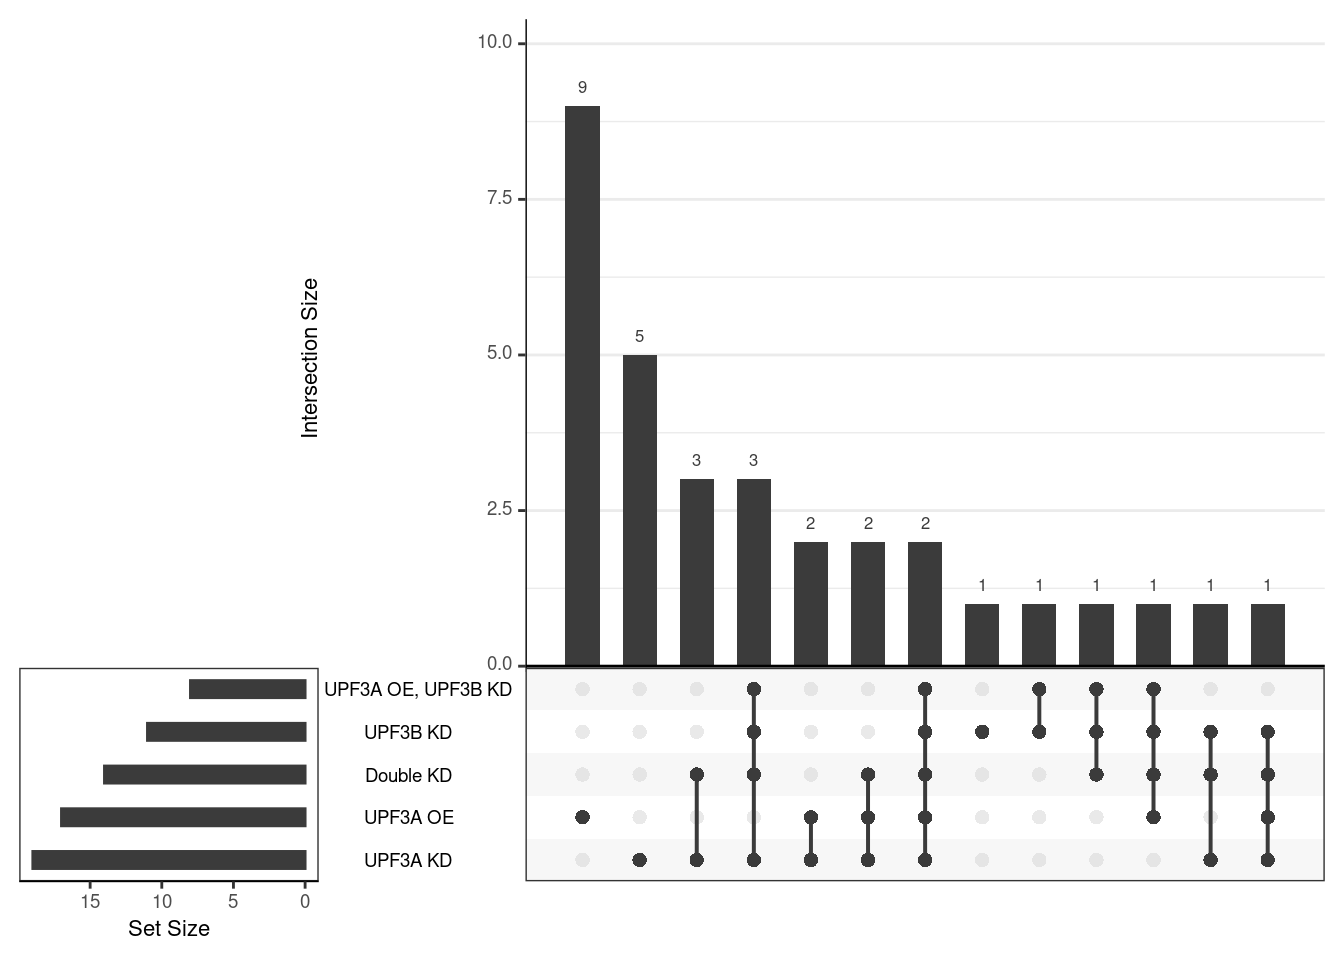 10.0
9
7.5
Intersection Size
5.0
5
3
3
2.5
2
2
2
1
1
1
1
1
1
0.0
UPF3A OE, UPF3B KD
UPF3B KD
Double KD
UPF3A OE
UPF3A KD
15 10 5 0
Set Size